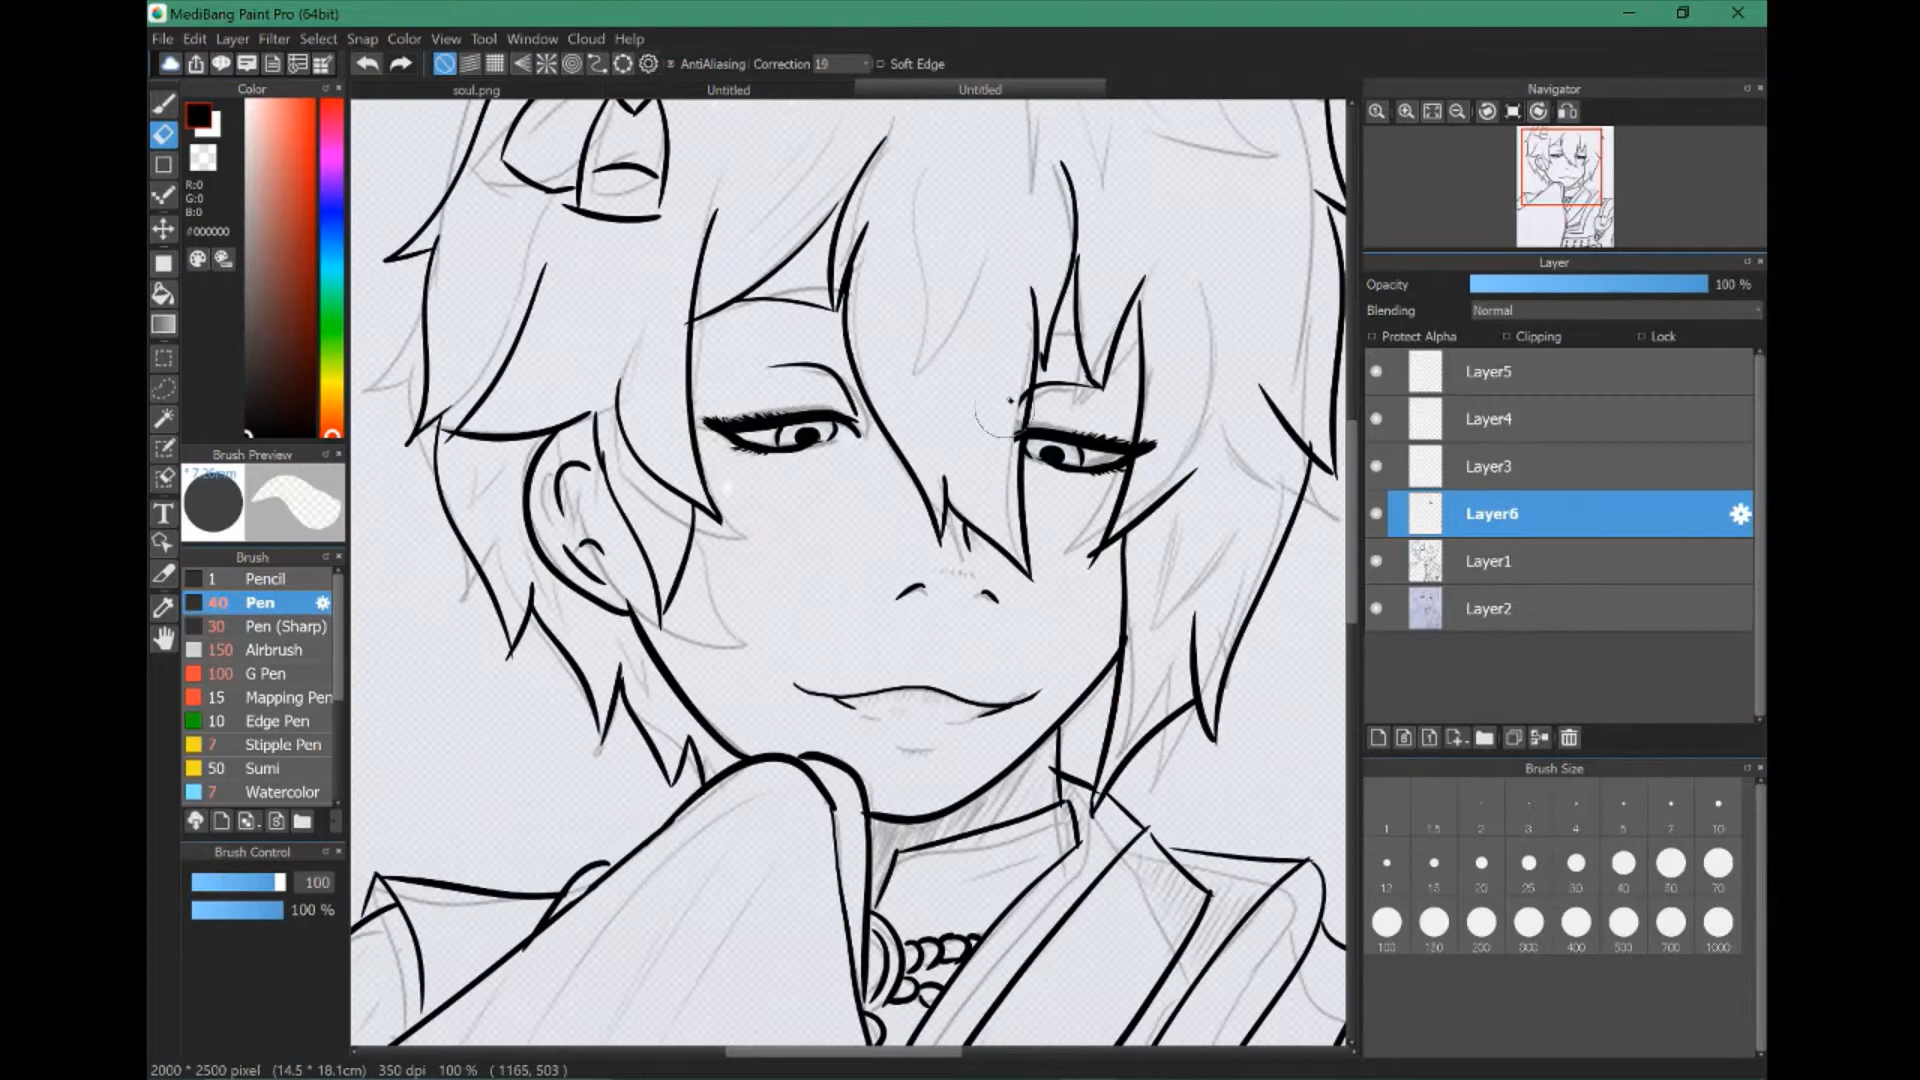 MediBang Paint Pro (64bit)
File Edit Layer Filter Select Snap Color View Tool Window Cloud Help
AntiAliasing Correction 19 Soft Edge
soul.png Untitled Untitled
Color
R:0
G:0
B:0
#000000
Brush Preview
* 7.26mm
Brush
1 Pencil
40 Pen
30 Pen (Sharp)
150 Airbrush
100 G Pen
15 Mapping Pen
10 Edge Pen
7 Stipple Pen
50 Sumi
7 Watercolor
Brush Control
100
100 %
Navigator
Layer
Opacity 100 %
Blending Normal
Protect Alpha Clipping Lock
Layer5
Layer4
Layer3
Layer6
Layer1
Layer2
Brush Size
1 1.5 2 3 4 5 7 10
12 15 20 25 30 40 50 70
100 150 200 300 400 500 700 1000
2000 * 2500 pixel (14.5 * 18.1cm) 350 dpi 100 % ( 1165, 503 )